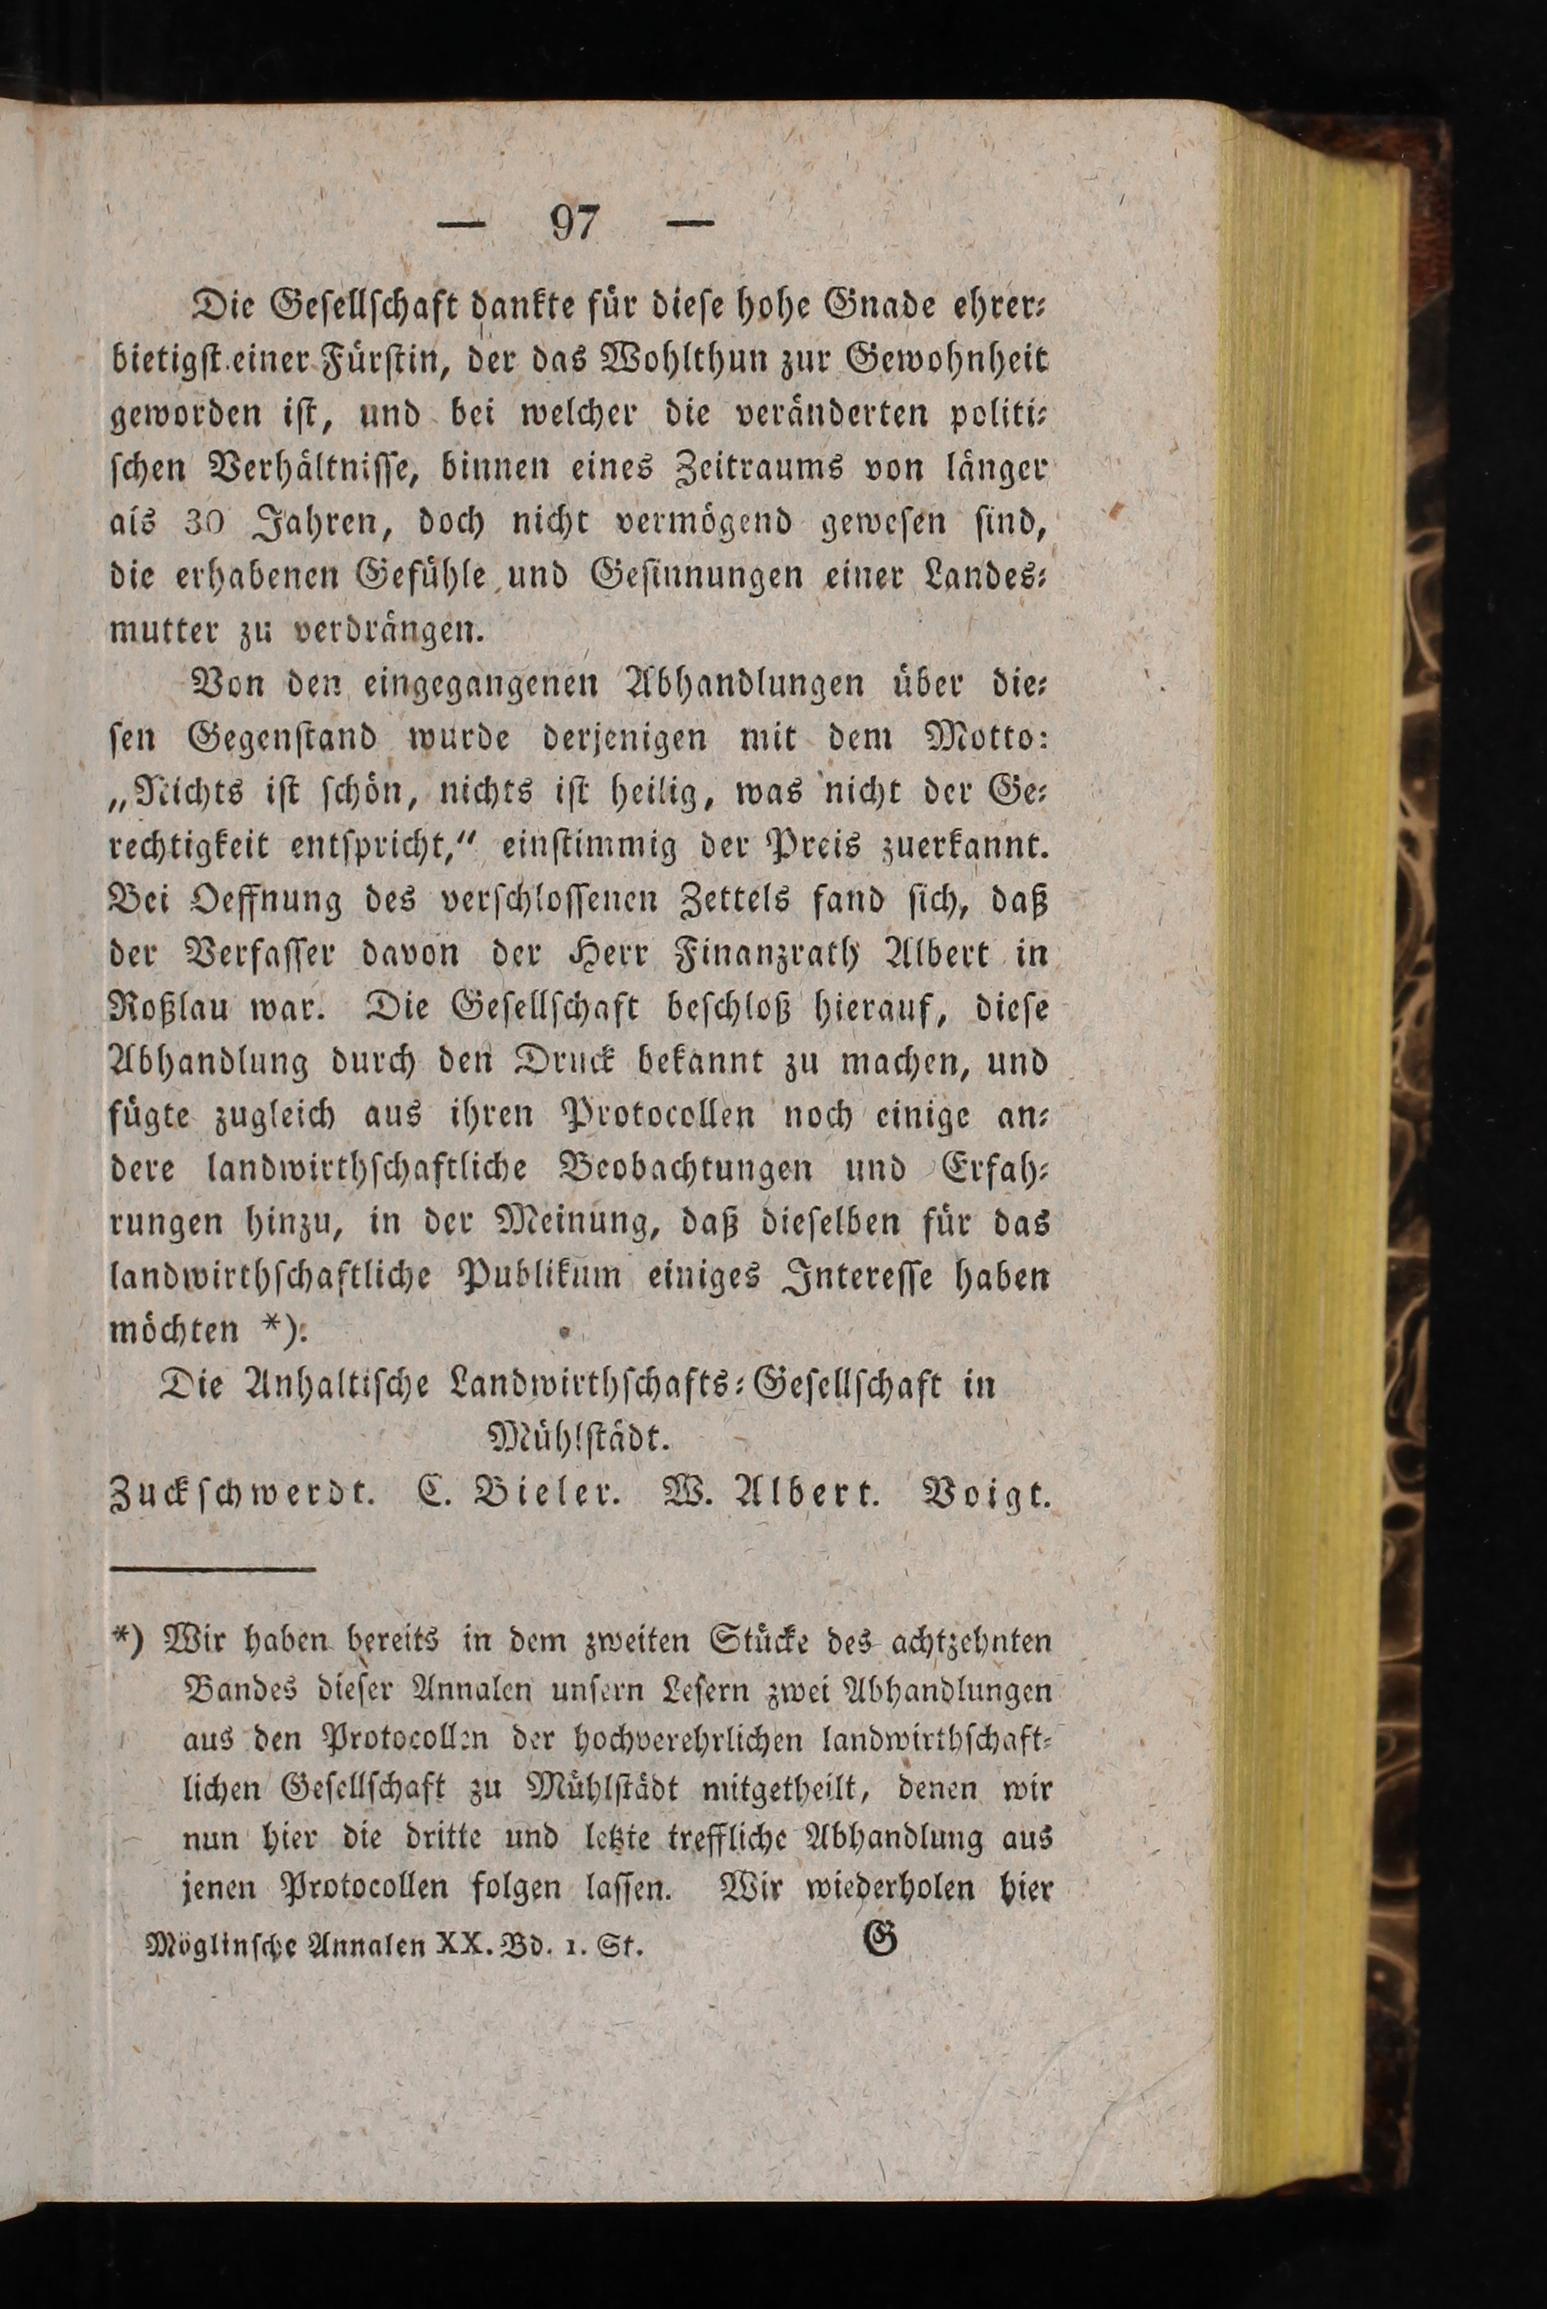 — 97 —
Die Geſellſchaft dankte für dieſe hohe Gnade ehrer⸗
bietigſt einer Fürſtin, der das Wohlthun zur Gewohnheit
geworden iſt, und bei welcher die veränderten politi⸗
ſchen Verhältniſſe, binnen eines Zeitraums von länger
als 30 Jahren, doch nicht vermögend geweſen ſind,
die erhabenen Gefühle und Geſinnungen einer Landes⸗
mutter zu verdrängen.
Von den eingegangenen Abhandlungen über die⸗
ſen Gegenſtand wurde derjenigen mit dem Motto:
„Nichts iſt ſchön, nichts iſt heilig, was nicht der Ge⸗
rechtigkeit entſpricht,“ einſtimmig der Preis zuerkannt.
Bei Oeffnung des verſchloſſenen Zettels fand ſich, daß
der Verfaſſer davon der Herr Finanzrath Albert in
Roßlau war. Die Geſellſchaft beſchloß hierauf, dieſe
Abhandlung durch den Druck bekannt zu machen, und
fügte zugleich aus ihren Protocollen noch einige an⸗
dere landwirthſchaftliche Beobachtungen und Erfah⸗
rungen hinzu, in der Meinung, daß dieſelben für das
landwirthſchaftliche Publikum einiges Intereſſe haben
möchten *).
Die Anhaltiſche Landwirthſchafts⸗Geſellſchaft in
Mühlſtädt.
Zuckſchwerdt. C. Bieler. W. Albert. Voigt.
*) Wir haben bereits in dem zweiten Stücke des achtzehnten
Bandes dieſer Annalen unſern Leſern zwei Abhandlungen
aus den Protocollen der hochverehrlichen landwirthſchaft⸗
lichen Geſellſchaft zu Mühlſtädt mitgetheilt, denen wir
nun hier die dritte und letzte treffliche Abhandlung aus
jenen Protocollen folgen laſſen. Wir wiederholen hier
Möglinſche Annalen XX. Bd. 1. St. G